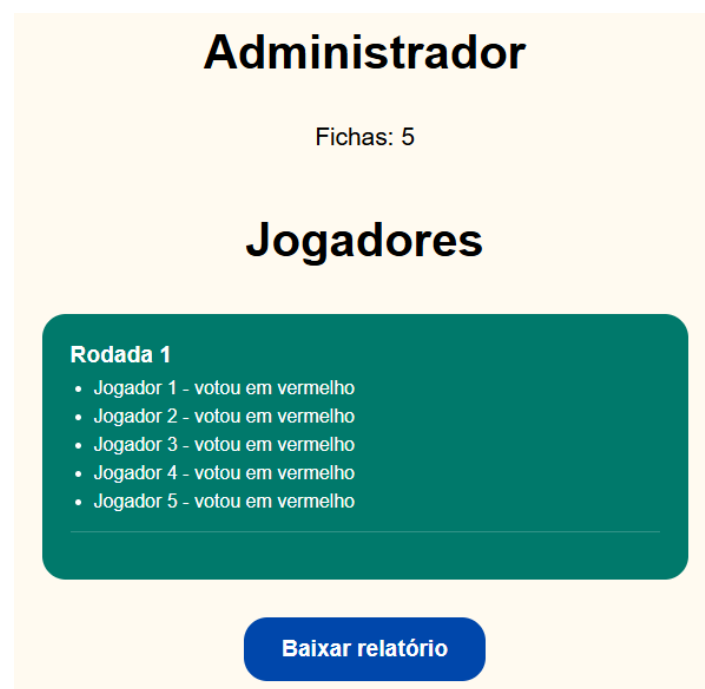 Administrador
Fichas: 5
Jogadores
Rodada 1
• Jogador 1 - votou em vermelho
• Jogador 2 - votou em vermelho
• Jogador 3 - votou em vermelho
• Jogador 4 - votou em vermelho
• Jogador 5 - votou em vermelho
Baixar relatório